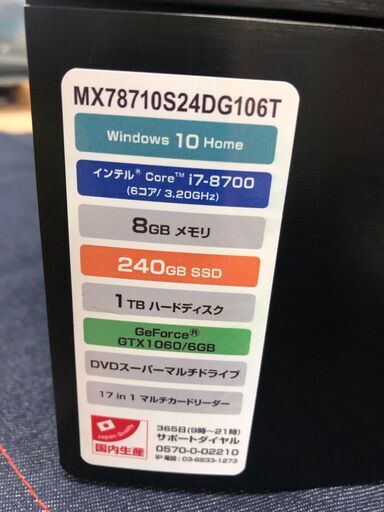 MX78710S24DG106T
Windows 10 Home
インテル® Core™ i7-8700
(6コア/ 3.20GHz)
8GB メモリ
240GB SSD
1TB ハードディスク
GeForce®
GTX1060/6GB
DVDスーパーマルチドライブ
17 in 1 マルチカードリーダー
Japan Quality
国内生産
365日(9時〜21時)
サポートダイヤル
0570-0-02210
IP電話 : 03-6833-1273